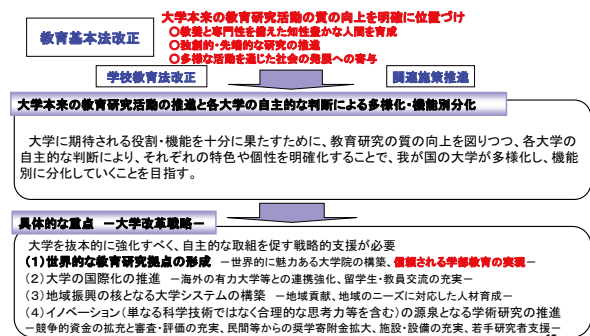 大学本来の教育研究活動の質の向上を明確に位置づけ
教育基本法改正
○教養と専門性を備えた知性豊かな人間を育成
○独創的・先端的な研究の推進
○多様な活動を通じた社会の発展への寄与
学校教育法改正
関連施策推進
大学本来の教育研究活動の推進と各大学の自主的な判断による多様化・機能別分化
大学に期待される役割・機能を十分に果たすために、教育研究の質の向上を図りつつ、各大学の
自主的な判断により、それぞれの特色や個性を明確化することで、我が国の大学が多様化し、機能
別に分化していくことを目指す。
具体的な重点 －大学改革戦略－
大学を抜本的に強化すべく、自主的な取組を促す戦略的支援が必要
(1)世界的な教育研究拠点の形成 －世界的に魅力ある大学院の構築、信頼される学部教育の実現－
(2)大学の国際化の推進 －海外の有力大学等との連携強化、留学生・教員交流の充実－
(3)地域振興の核となる大学システムの構築 －地域貢献、地域のニーズに対応した人材育成－
(4)イノベーション(単なる科学技術ではなく合理的な思考力等を含む)の源泉となる学術研究の推進
－競争的資金の拡充と審査・評価の充実、民間等からの奨学寄附金拡大、施設・設備の充実、若手研究者支援－